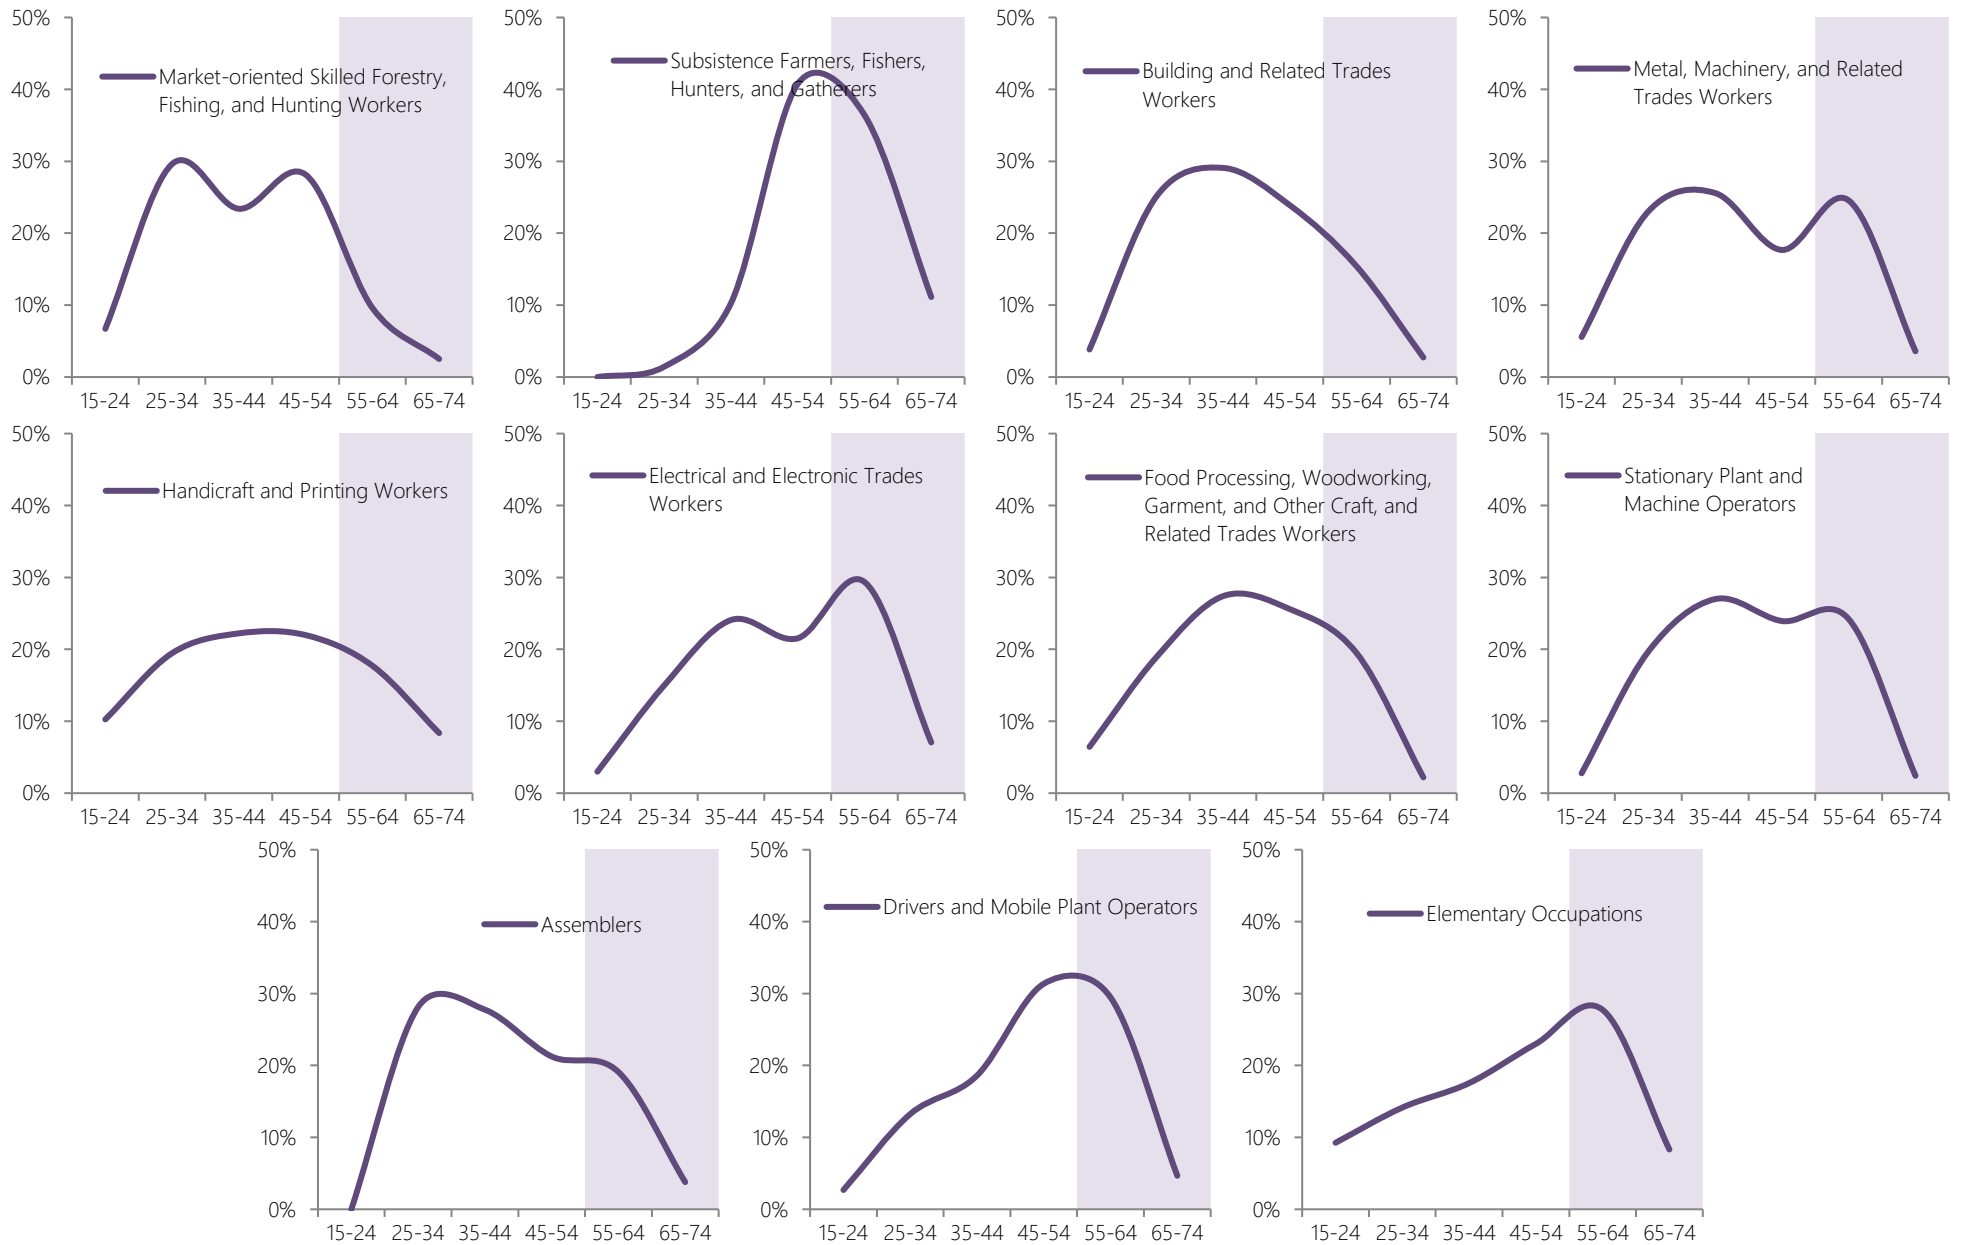 50%
40%
30%
20%
10%
0%
Market-oriented Skilled Forestry,
Fishing, and Hunting Workers
15-24 25-34 35-44 45-54 55-64 65-74
50%
40%
30%
20%
10%
0%
Subsistence Farmers, Fishers,
Hunters, and Gatherers
15-24 25-34 35-44 45-54 55-64 65-74
50%
40%
30%
20%
10%
0%
Building and Related Trades
Workers
15-24 25-34 35-44 45-54 55-64 65-74
50%
40%
30%
20%
10%
0%
Metal, Machinery, and Related
Trades Workers
15-24 25-34 35-44 45-54 55-64 65-74
50%
40%
30%
20%
10%
0%
Handicraft and Printing Workers
15-24 25-34 35-44 45-54 55-64 65-74
50%
40%
30%
20%
10%
0%
Electrical and Electronic Trades
Workers
15-24 25-34 35-44 45-54 55-64 65-74
50%
40%
30%
20%
10%
0%
Food Processing, Woodworking,
Garment, and Other Craft, and
Related Trades Workers
15-24 25-34 35-44 45-54 55-64 65-74
50%
40%
30%
20%
10%
0%
Stationary Plant and
Machine Operators
15-24 25-34 35-44 45-54 55-64 65-74
50%
40%
30%
20%
10%
0%
Assemblers
15-24 25-34 35-44 45-54 55-64 65-74
50%
40%
30%
20%
10%
0%
Drivers and Mobile Plant Operators
15-24 25-34 35-44 45-54 55-64 65-74
50%
40%
30%
20%
10%
0%
Elementary Occupations
15-24 25-34 35-44 45-54 55-64 65-74